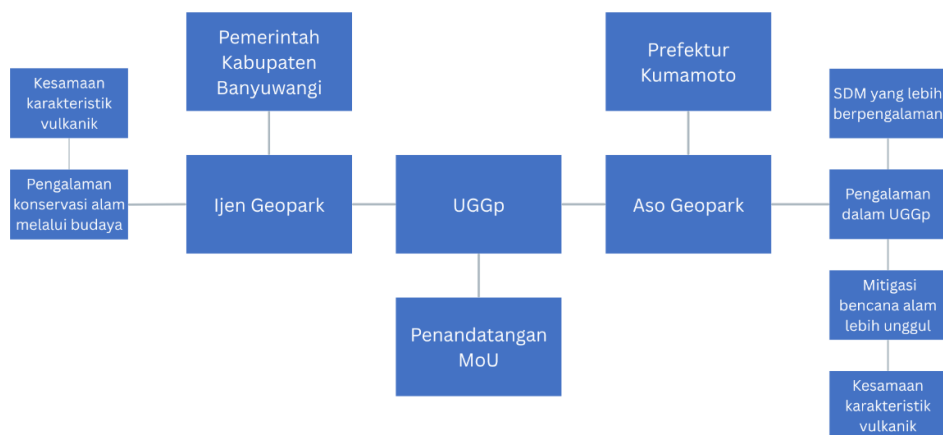 Pemerintah
Kabupaten
Banyuwangi
Prefektur
Kumamoto
Kesamaan
karakteristik
vulkanik
SDM yang lebih
berpengalaman
Pengalaman
konservasi alam
melalui budaya
Ijen Geopark
UGGp
Aso Geopark
Pengalaman
dalam UGGp
Mitigasi
bencana alam
lebih unggul
Penandatangan
MoU
Kesamaan
karakteristik
vulkanik